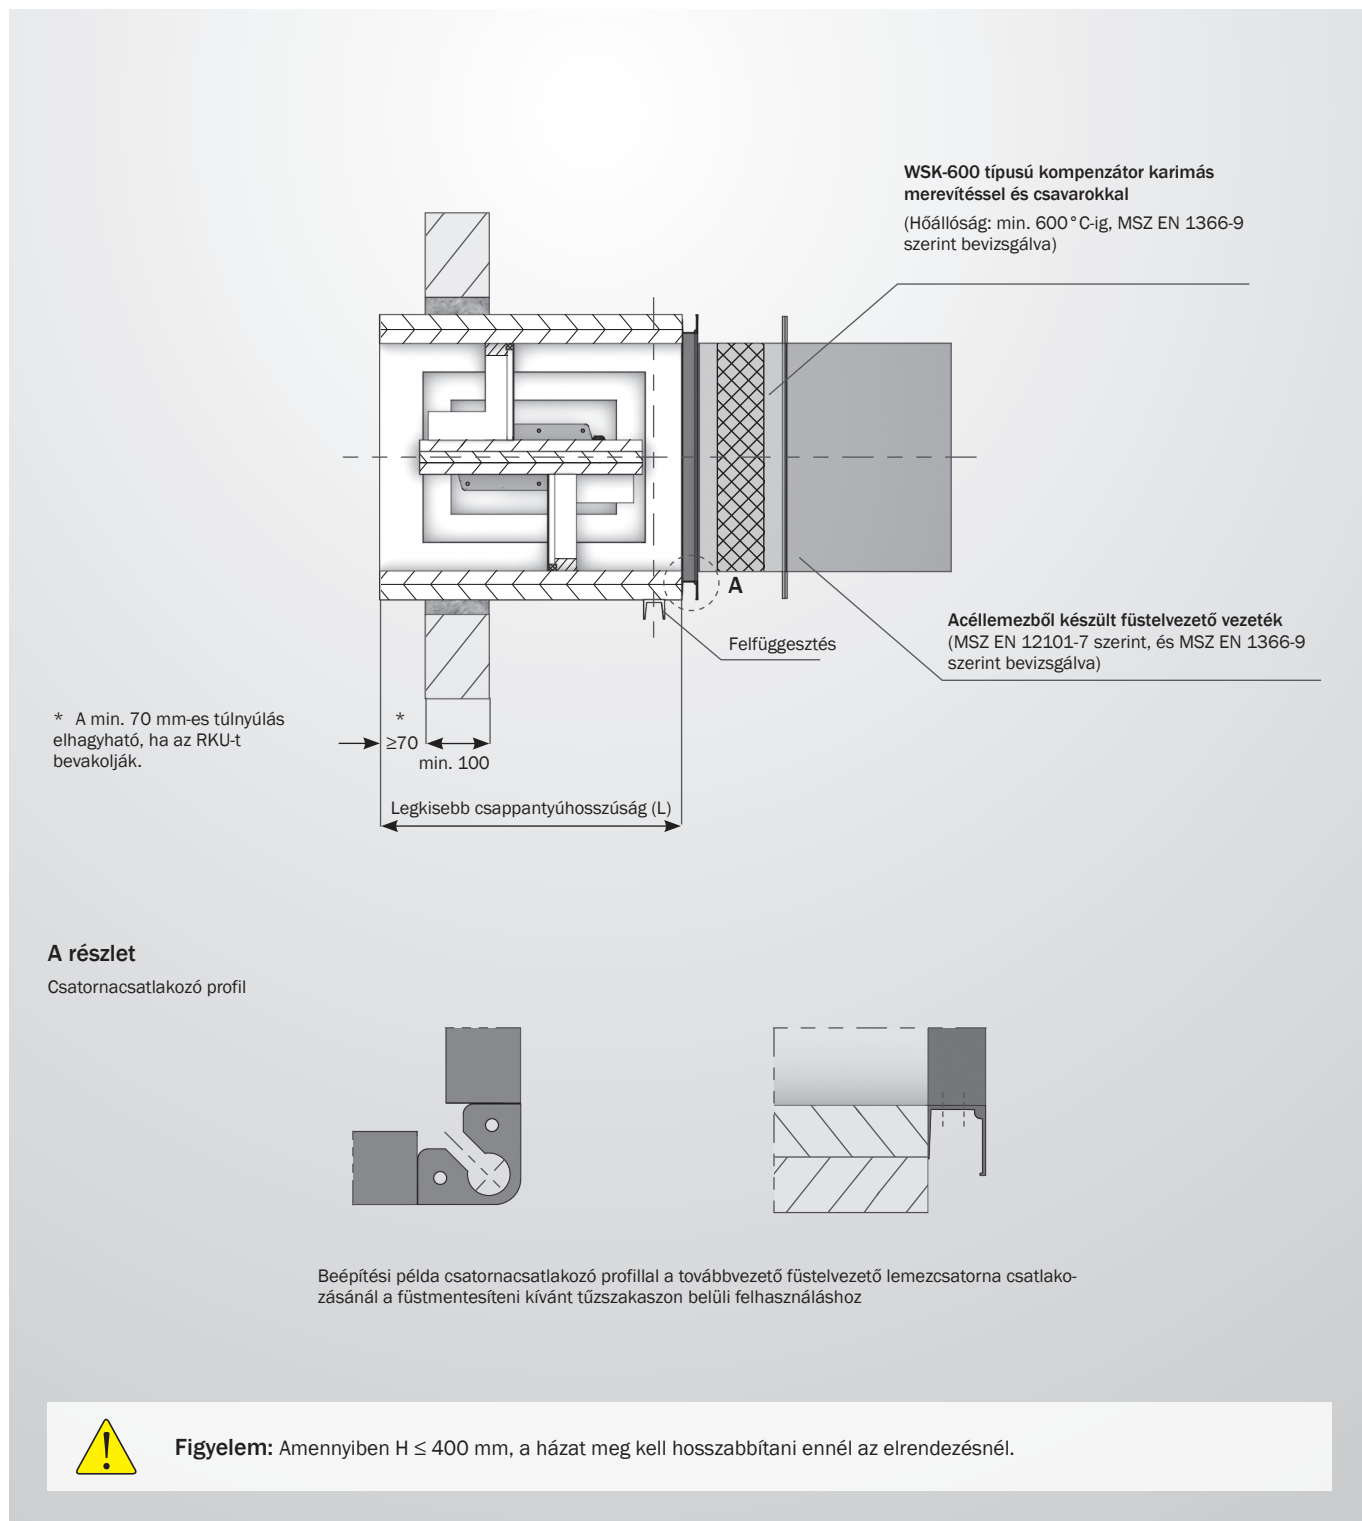 WSK-600 típusú kompenzátor karimás
merevítéssel és csavarokkal
(Hőállóság: min. 600°C-ig, MSZ EN 1366-9
szerint bevizsgálva)
A
Felfüggesztés
Acéllemezből készült füstelvezető vezeték
(MSZ EN 12101-7 szerint, és MSZ EN 1366-9
szerint bevizsgálva)
* A min. 70 mm-es túlnyúlás
elhagyható, ha az RKU-t
bevakolják.
*
≥70
min. 100
Legkisebb csappantyúhosszúság (L)
A részlet
Csatornacsatlakozó profil
Beépítési példa csatornacsatlakozó profillal a továbbvezető füstelvezető lemezcsatorna csatlako-
zásánál a füstmentesíteni kívánt tűzszakaszon belüli felhasználáshoz
Figyelem: Amennyiben H ≤ 400 mm, a házat meg kell hosszabbítani ennél az elrendezésnél.